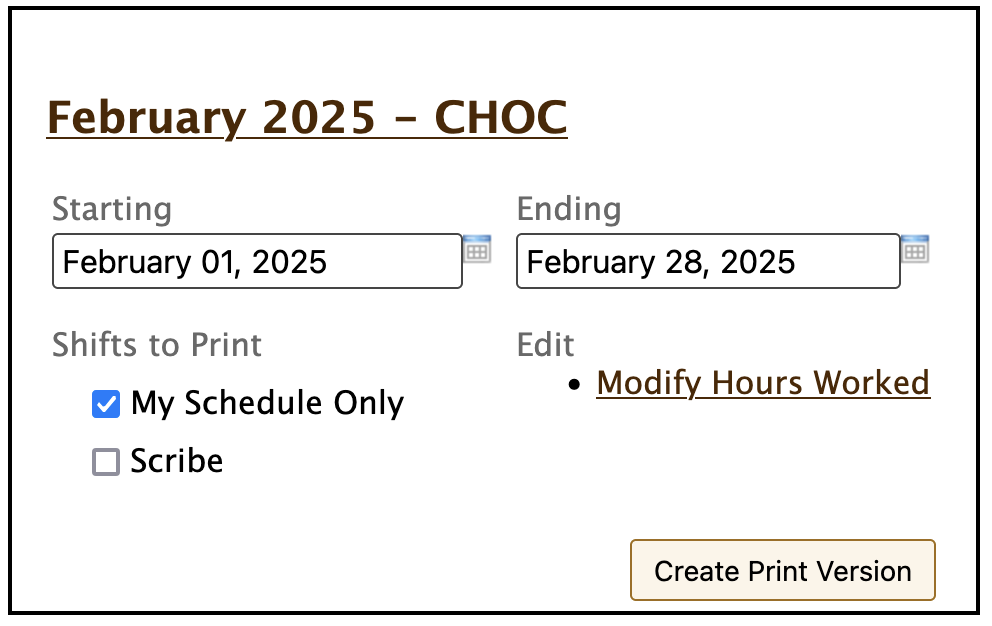 February 2025 – CHOC
Starting
February 01, 2025
Ending
February 28, 2025
Shifts to Print
My Schedule Only
Scribe
Edit
• Modify Hours Worked
Create Print Version